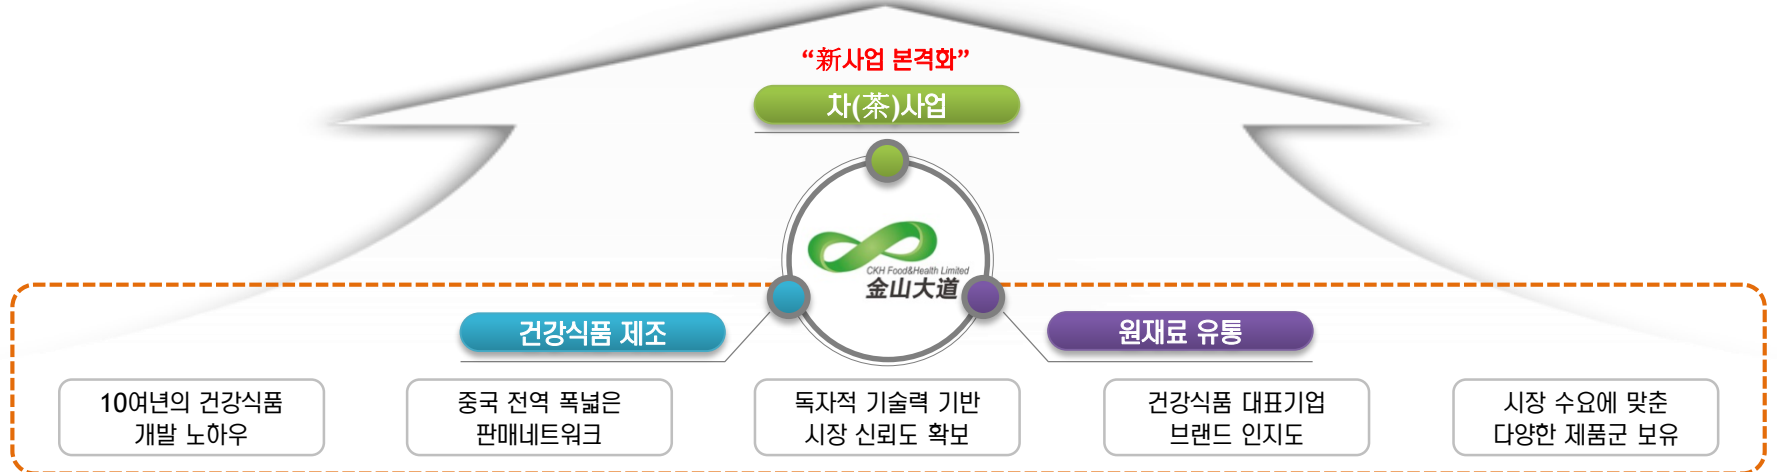 “新사업 본격화”
차(茶)사업
CKH Food&Health Limited
金山大道
건강식품 제조
원재료 유통
10여년의 건강식품
개발 노하우
중국 전역 폭넓은
판매네트워크
독자적 기술력 기반
시장 신뢰도 확보
건강식품 대표기업
브랜드 인지도
시장 수요에 맞춘
다양한 제품군 보유